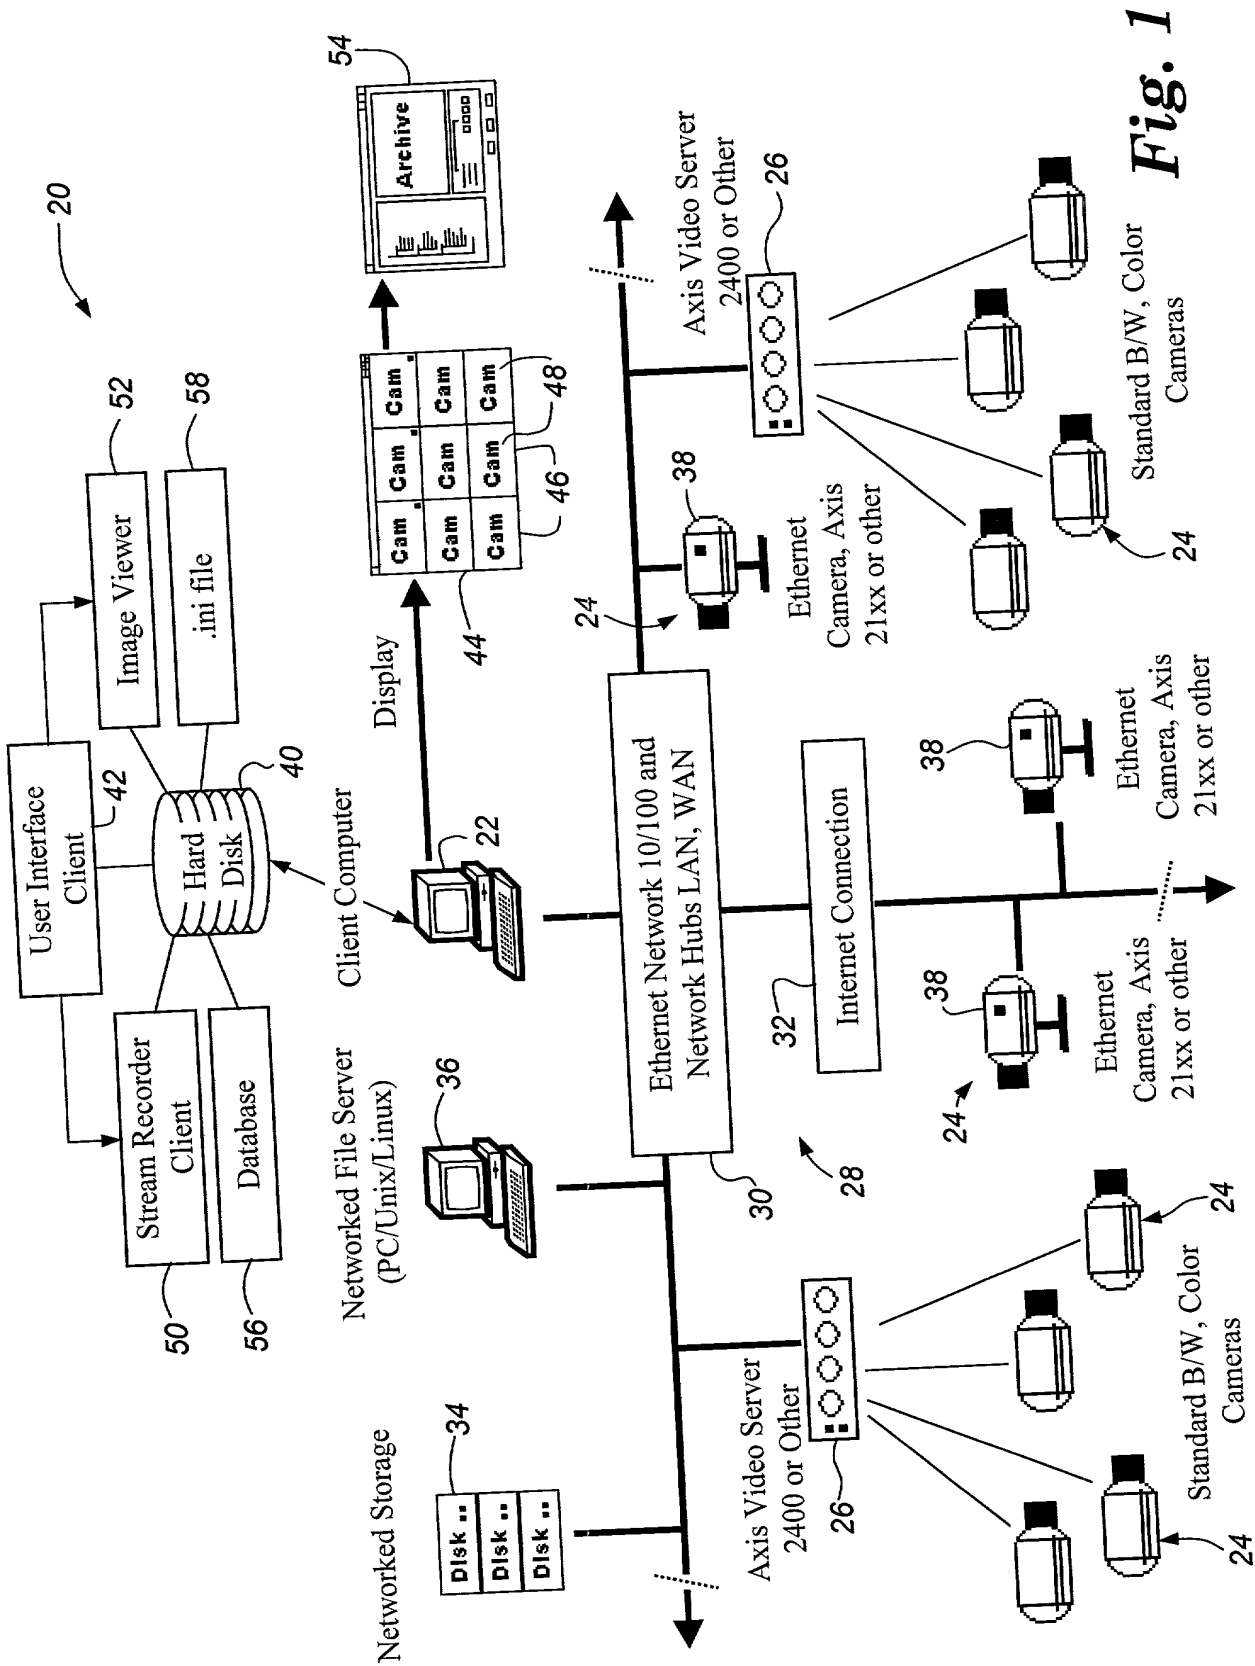 20
User Interface
Client
42
Stream Recorder
Client
50
Database
56
Hard
Disk
40
Image Viewer
52
.ini file
58
Networked Storage
Disk
Disk
Disk
34
Networked File Server
(PC/Unix/Linux)
36
Client Computer
22
Display
Cam
Cam
Cam
Cam
Cam
Cam
Cam
Cam
Cam
44
46
48
Archive
54
Ethernet Network 10/100 and
Network Hubs LAN, WAN
30
28
Internet Connection
32
Axis Video Server
2400 or Other
26
Standard B/W, Color
Cameras
24
24
Ethernet
Camera, Axis
21xx or other
38
24
Ethernet
Camera, Axis
21xx or other
38
Ethernet
Camera, Axis
21xx or other
38
24
Axis Video Server
2400 or Other
26
Standard B/W, Color
Cameras
24
Fig. 1